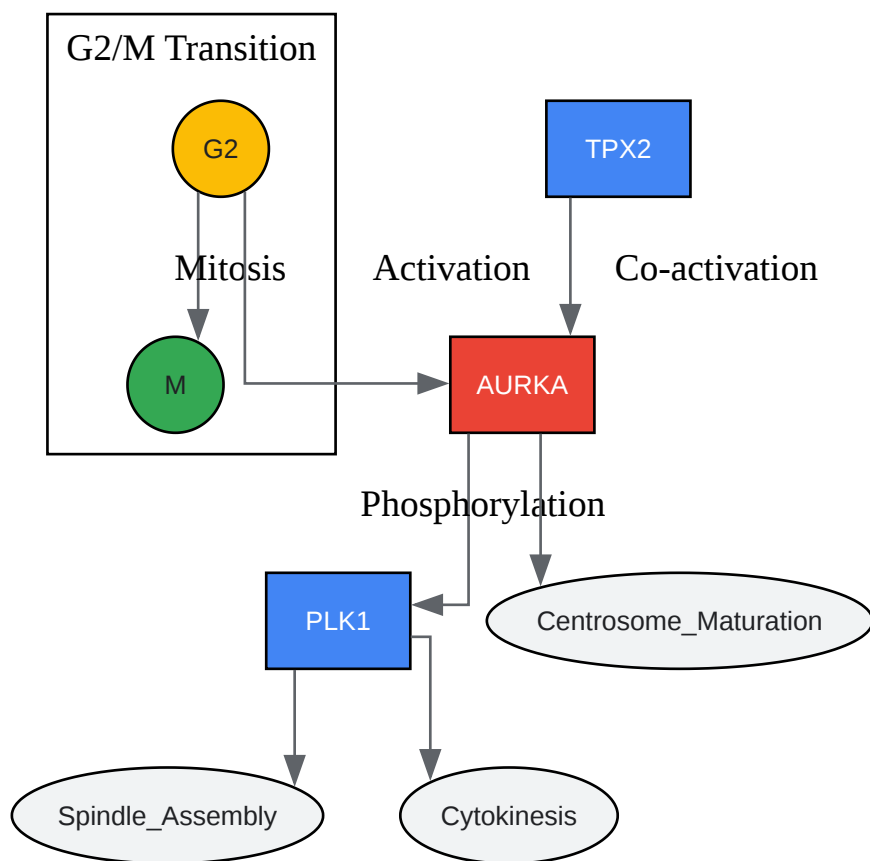 G2/M Transition
G2
TPX2
Mitosis
Activation
Co-activation
M
AURKA
Phosphorylation
PLK1
Centrosome_Maturation
Spindle_Assembly
Cytokinesis